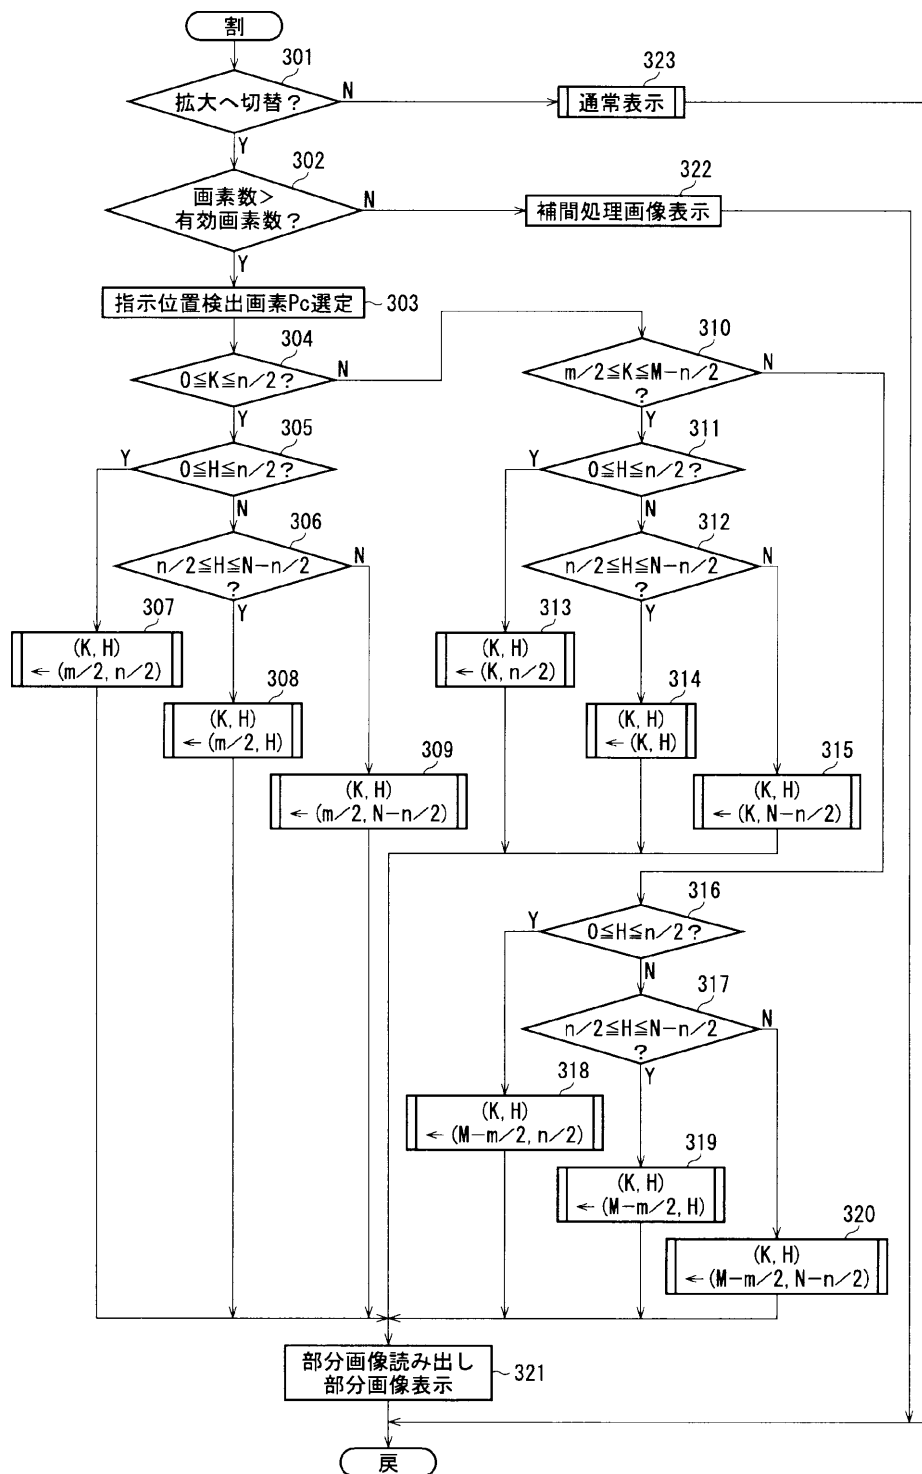 割
301
拡大へ切替？
N
323
通常表示
Y
302
画素数>
有効画素数？
N
322
補間処理画像表示
Y
指示位置検出画素Pc選定
303
304
0≦K≦n/2？
N
310
m/2≦K≦M−n/2
？
N
Y
Y
305
0≦H≦n/2？
Y
N
311
0≦H≦n/2？
Y
N
306
n/2≦H≦N−n/2
？
N
Y
312
n/2≦H≦N−n/2
？
N
Y
307
(K, H)
← (m/2, n/2)
308
(K, H)
← (m/2, H)
309
(K, H)
← (m/2, N−n/2)
313
(K, H)
← (K, n/2)
314
(K, H)
← (K, H)
315
(K, H)
← (K, N−n/2)
316
0≦H≦n/2？
Y
N
317
n/2≦H≦N−n/2
？
N
Y
318
(K, H)
← (M−m/2, n/2)
319
(K, H)
← (M−m/2, H)
320
(K, H)
← (M−m/2, N−n/2)
部分画像読み出し
部分画像表示
321
戻